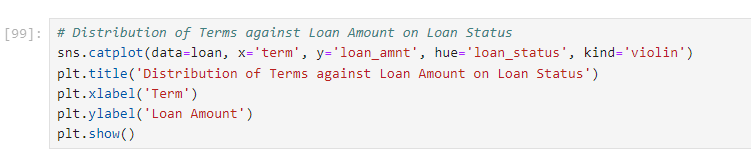 [99]: # Distribution of Terms against Loan Amount on Loan Status
sns.catplot(data=loan, x='term', y='loan_amnt', hue='loan_status', kind='violin')
plt.title('Distribution of Terms against Loan Amount on Loan Status')
plt.xlabel('Term')
plt.ylabel('Loan Amount')
plt.show()